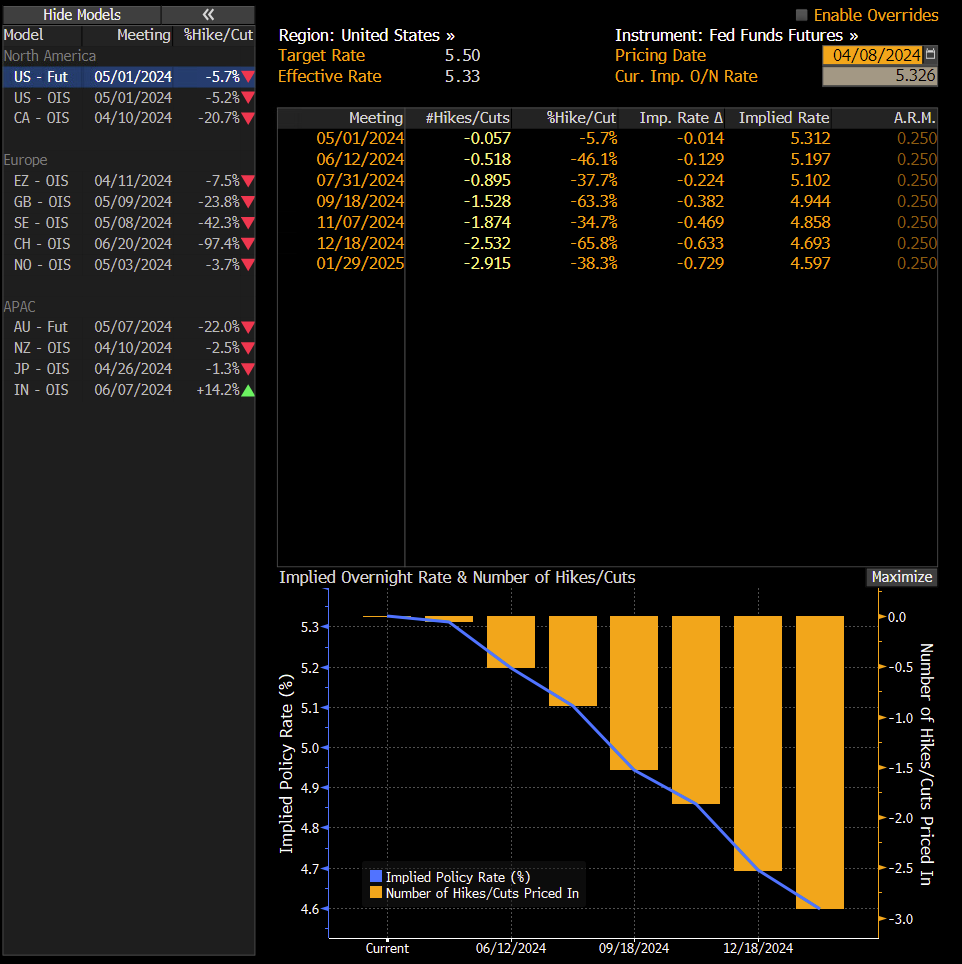 Hide Models «
Model Meeting %Hike/Cut
North America
US - Fut 05/01/2024 -5.7%
US - OIS 05/01/2024 -5.2%
CA - OIS 04/10/2024 -20.7%
Europe
EZ - OIS 04/11/2024 -7.5%
GB - OIS 05/09/2024 -23.8%
SE - OIS 05/08/2024 -42.3%
CH - OIS 06/20/2024 -97.4%
NO - OIS 05/03/2024 -3.7%
APAC
AU - Fut 05/07/2024 -22.0%
NZ - OIS 04/10/2024 -2.5%
JP - OIS 04/26/2024 -1.3%
IN - OIS 06/07/2024 +14.2%
Enable Overrides
Region: United States » Instrument: Fed Funds Futures »
Target Rate 5.50 Pricing Date 04/08/2024
Effective Rate 5.33 Cur. Imp. O/N Rate 5.326
Meeting #Hikes/Cuts %Hike/Cut Imp. Rate Δ Implied Rate A.R.M.
05/01/2024 -0.057 -5.7% -0.014 5.312 0.250
06/12/2024 -0.518 -46.1% -0.129 5.197 0.250
07/31/2024 -0.895 -37.7% -0.224 5.102 0.250
09/18/2024 -1.528 -63.3% -0.382 4.944 0.250
11/07/2024 -1.874 -34.7% -0.469 4.858 0.250
12/18/2024 -2.532 -65.8% -0.633 4.693 0.250
01/29/2025 -2.915 -38.3% -0.729 4.597 0.250
Implied Overnight Rate & Number of Hikes/Cuts Maximize
Implied Policy Rate (%)
5.3
5.2
5.1
5.0
4.9
4.8
4.7
4.6
Implied Policy Rate (%)
Number of Hikes/Cuts Priced In
Current 06/12/2024 09/18/2024 12/18/2024
0.0
-0.5
-1.0
-1.5
-2.0
-2.5
-3.0
Number of Hikes/Cuts Priced In